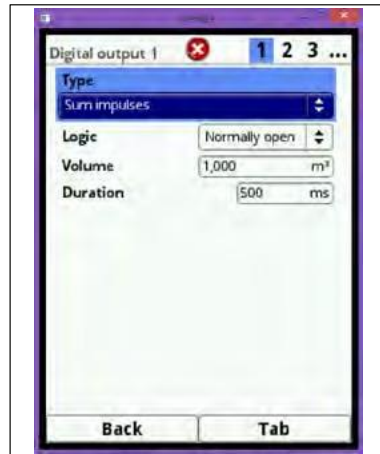 Digital output 1 1 2 3 ...
Type
Sum impulses
Logic Normally open
Volume 1,000 m³
Duration 500 ms
Back Tab